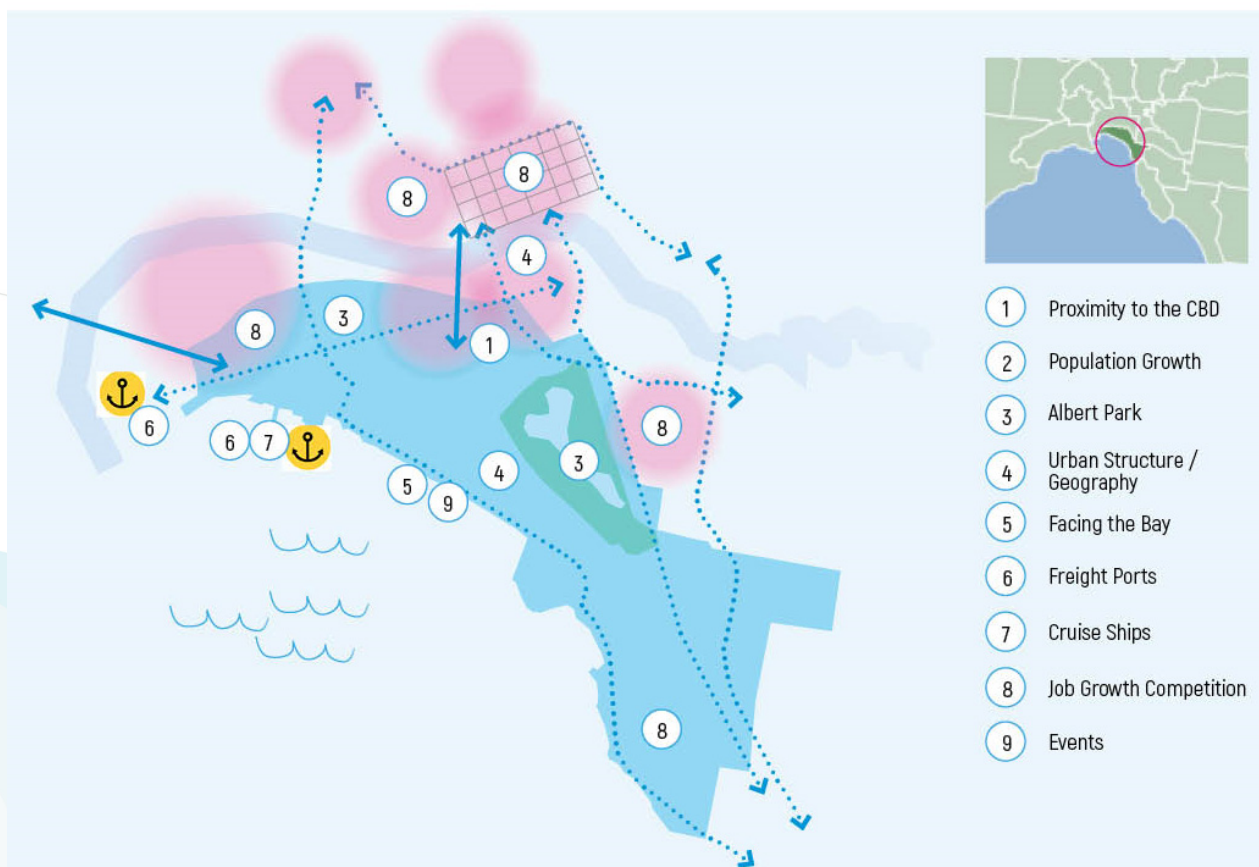 8
8
4
8
3
1
6
6
7
8
3
4
5
9
8
1 Proximity to the CBD
2 Population Growth
3 Albert Park
4 Urban Structure /
Geography
5 Facing the Bay
6 Freight Ports
7 Cruise Ships
8 Job Growth Competition
9 Events